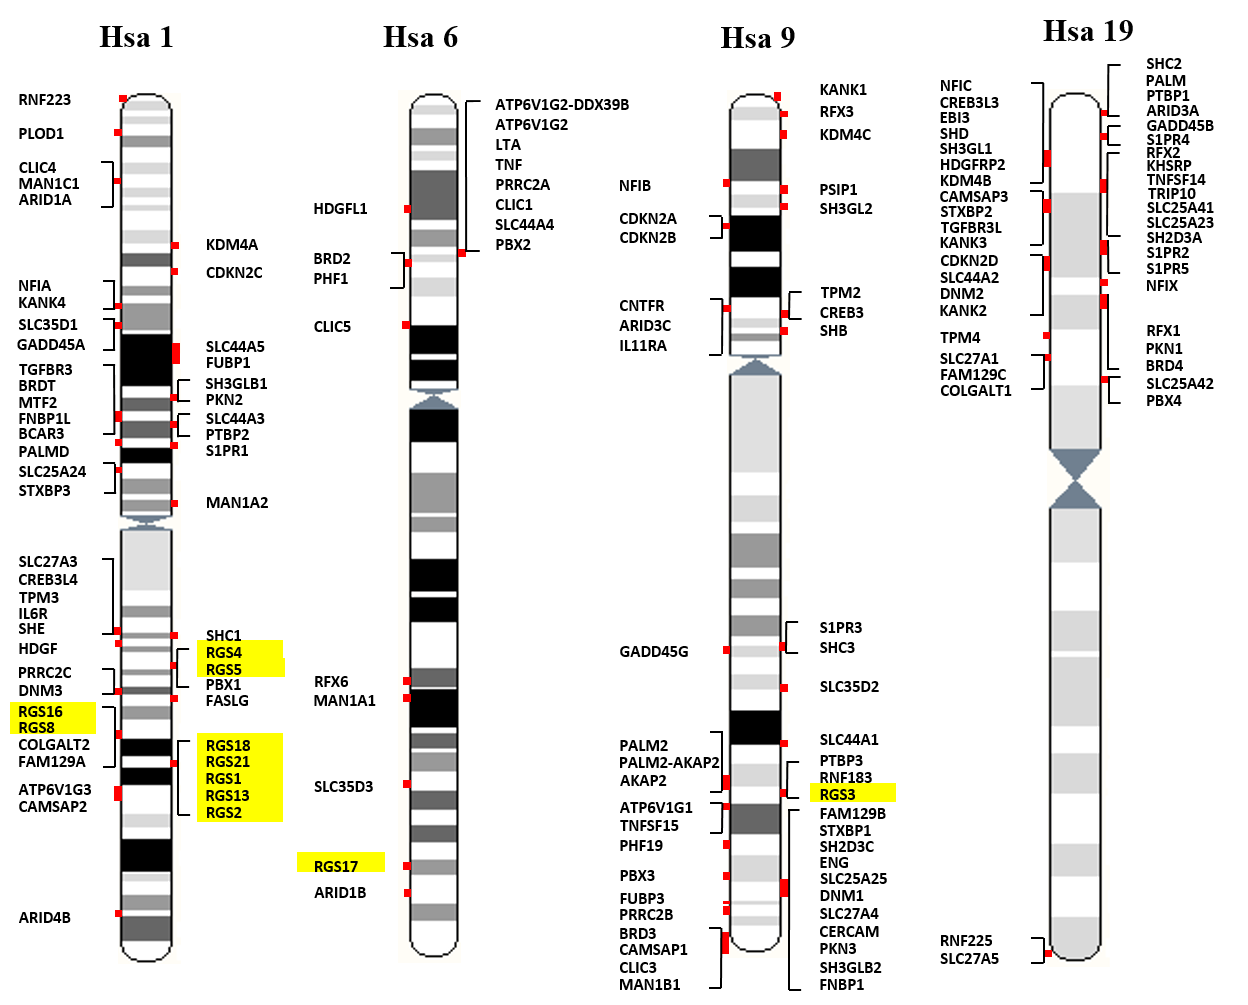 Hsa 1
RNF223
PLOD1
CLIC4
MAN1C1
ARID1A
NFIA
KANK4
SLC35D1
GADD45A
TGFBR3
BRDT
MTF2
FNBP1L
BCAR3
PALMD
SLC25A24
STXBP3
SLC27A3
CREB3L4
TPM3
IL6R
SHE
HDGF
PRRC2C
DNM3
RGS16
RGS8
COLGALT2
FAM129A
ATP6V1G3
CAMSAP2
ARID4B
KDM4A
CDKN2C
SLC44A5
FUBP1
SH3GLB1
PKN2
SLC44A3
PTBP2
S1PR1
MAN1A2
SHC1
RGS4
RGS5
PBX1
FASLG
RGS18
RGS21
RGS1
RGS13
RGS2
Hsa 6
HDGFL1
BRD2
PHF1
CLIC5
RFX6
MAN1A1
SLC35D3
RGS17
ARID1B
ATP6V1G2-DDX39B
ATP6V1G2
LTA
TNF
PRRC2A
CLIC1
SLC44A4
PBX2
Hsa 9
NFIB
CDKN2A
CDKN2B
CNTFR
ARID3C
IL11RA
GADD45G
PALM2
PALM2-AKAP2
AKAP2
ATP6V1G1
TNFSF15
PHF19
PBX3
FUBP3
PRRC2B
BRD3
CAMSAP1
CLIC3
MAN1B1
KANK1
RFX3
KDM4C
PSIP1
SH3GL2
TPM2
CREB3
SHB
S1PR3
SHC3
SLC35D2
SLC44A1
PTBP3
RNF183
RGS3
FAM129B
STXBP1
SH2D3C
ENG
SLC25A25
DNM1
SLC27A4
CERCAM
PKN3
SH3GLB2
FNBP1
Hsa 19
NFIC
CREB3L3
EBI3
SHD
SH3GL1
HDGFRP2
KDM4B
CAMSAP3
STXBP2
TGFBR3L
KANK3
CDKN2D
SLC44A2
DNM2
KANK2
TPM4
SLC27A1
FAM129C
COLGALT1
RNF225
SLC27A5
SHC2
PALM
PTBP1
ARID3A
GADD45B
S1PR4
RFX2
KHSRP
TNFSF14
TRIP10
SLC25A41
SLC25A23
SH2D3A
S1PR2
S1PR5
NFIX
RFX1
PKN1
BRD4
SLC25A42
PBX4